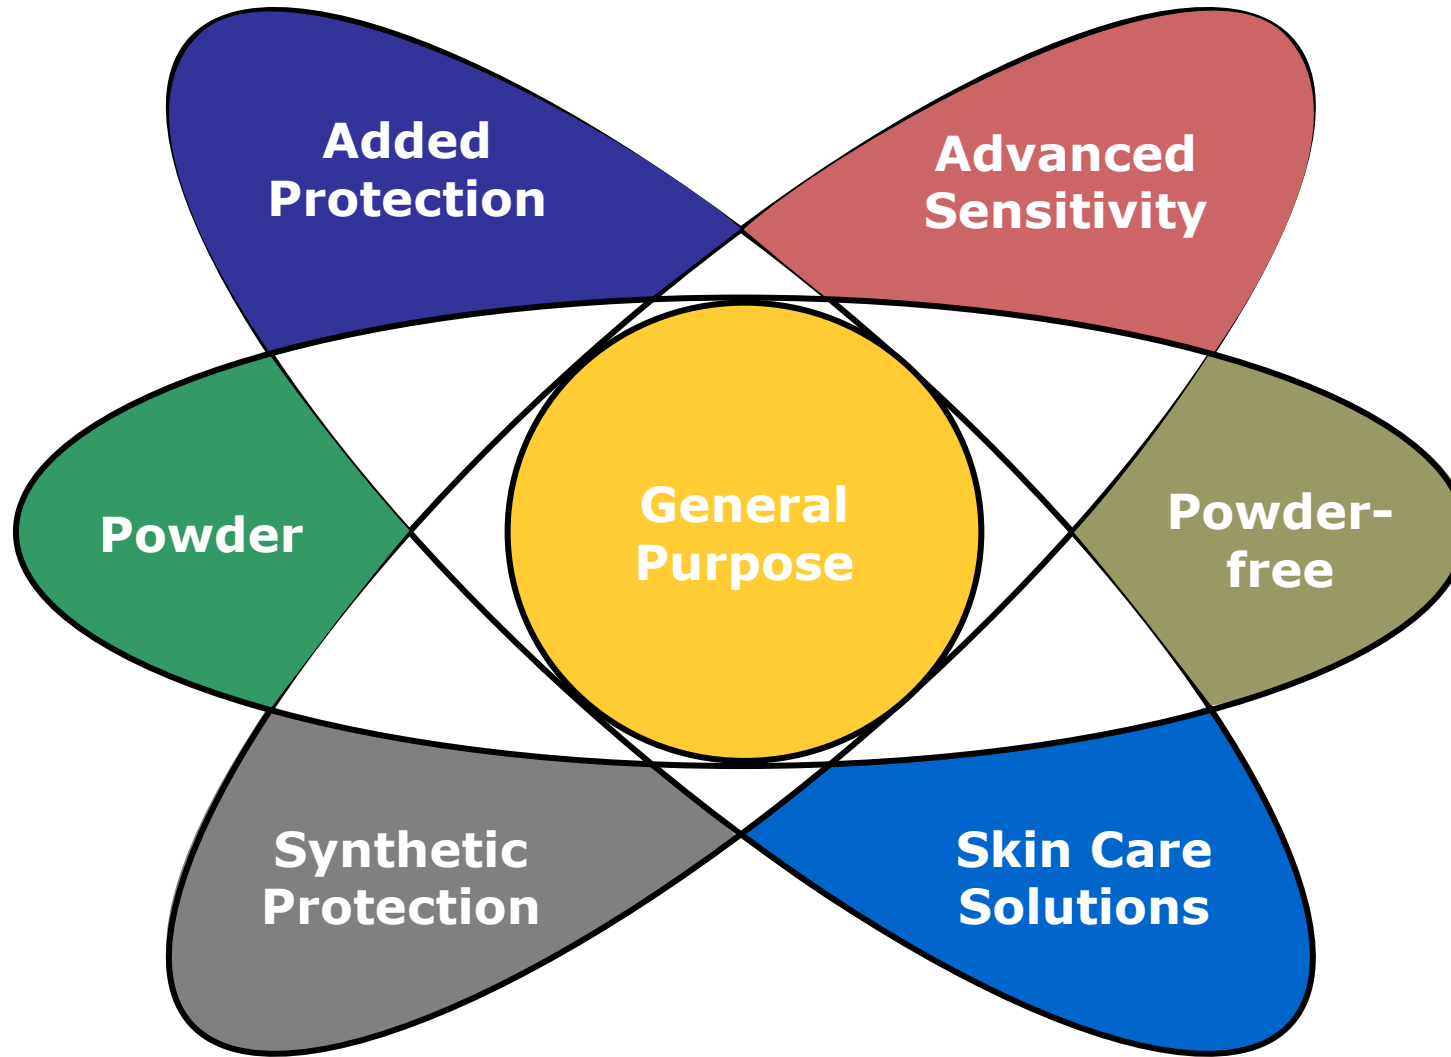 Added
Protection
Advanced
Sensitivity
Powder
General
Purpose
Powder-
free
Synthetic
Protection
Skin Care
Solutions